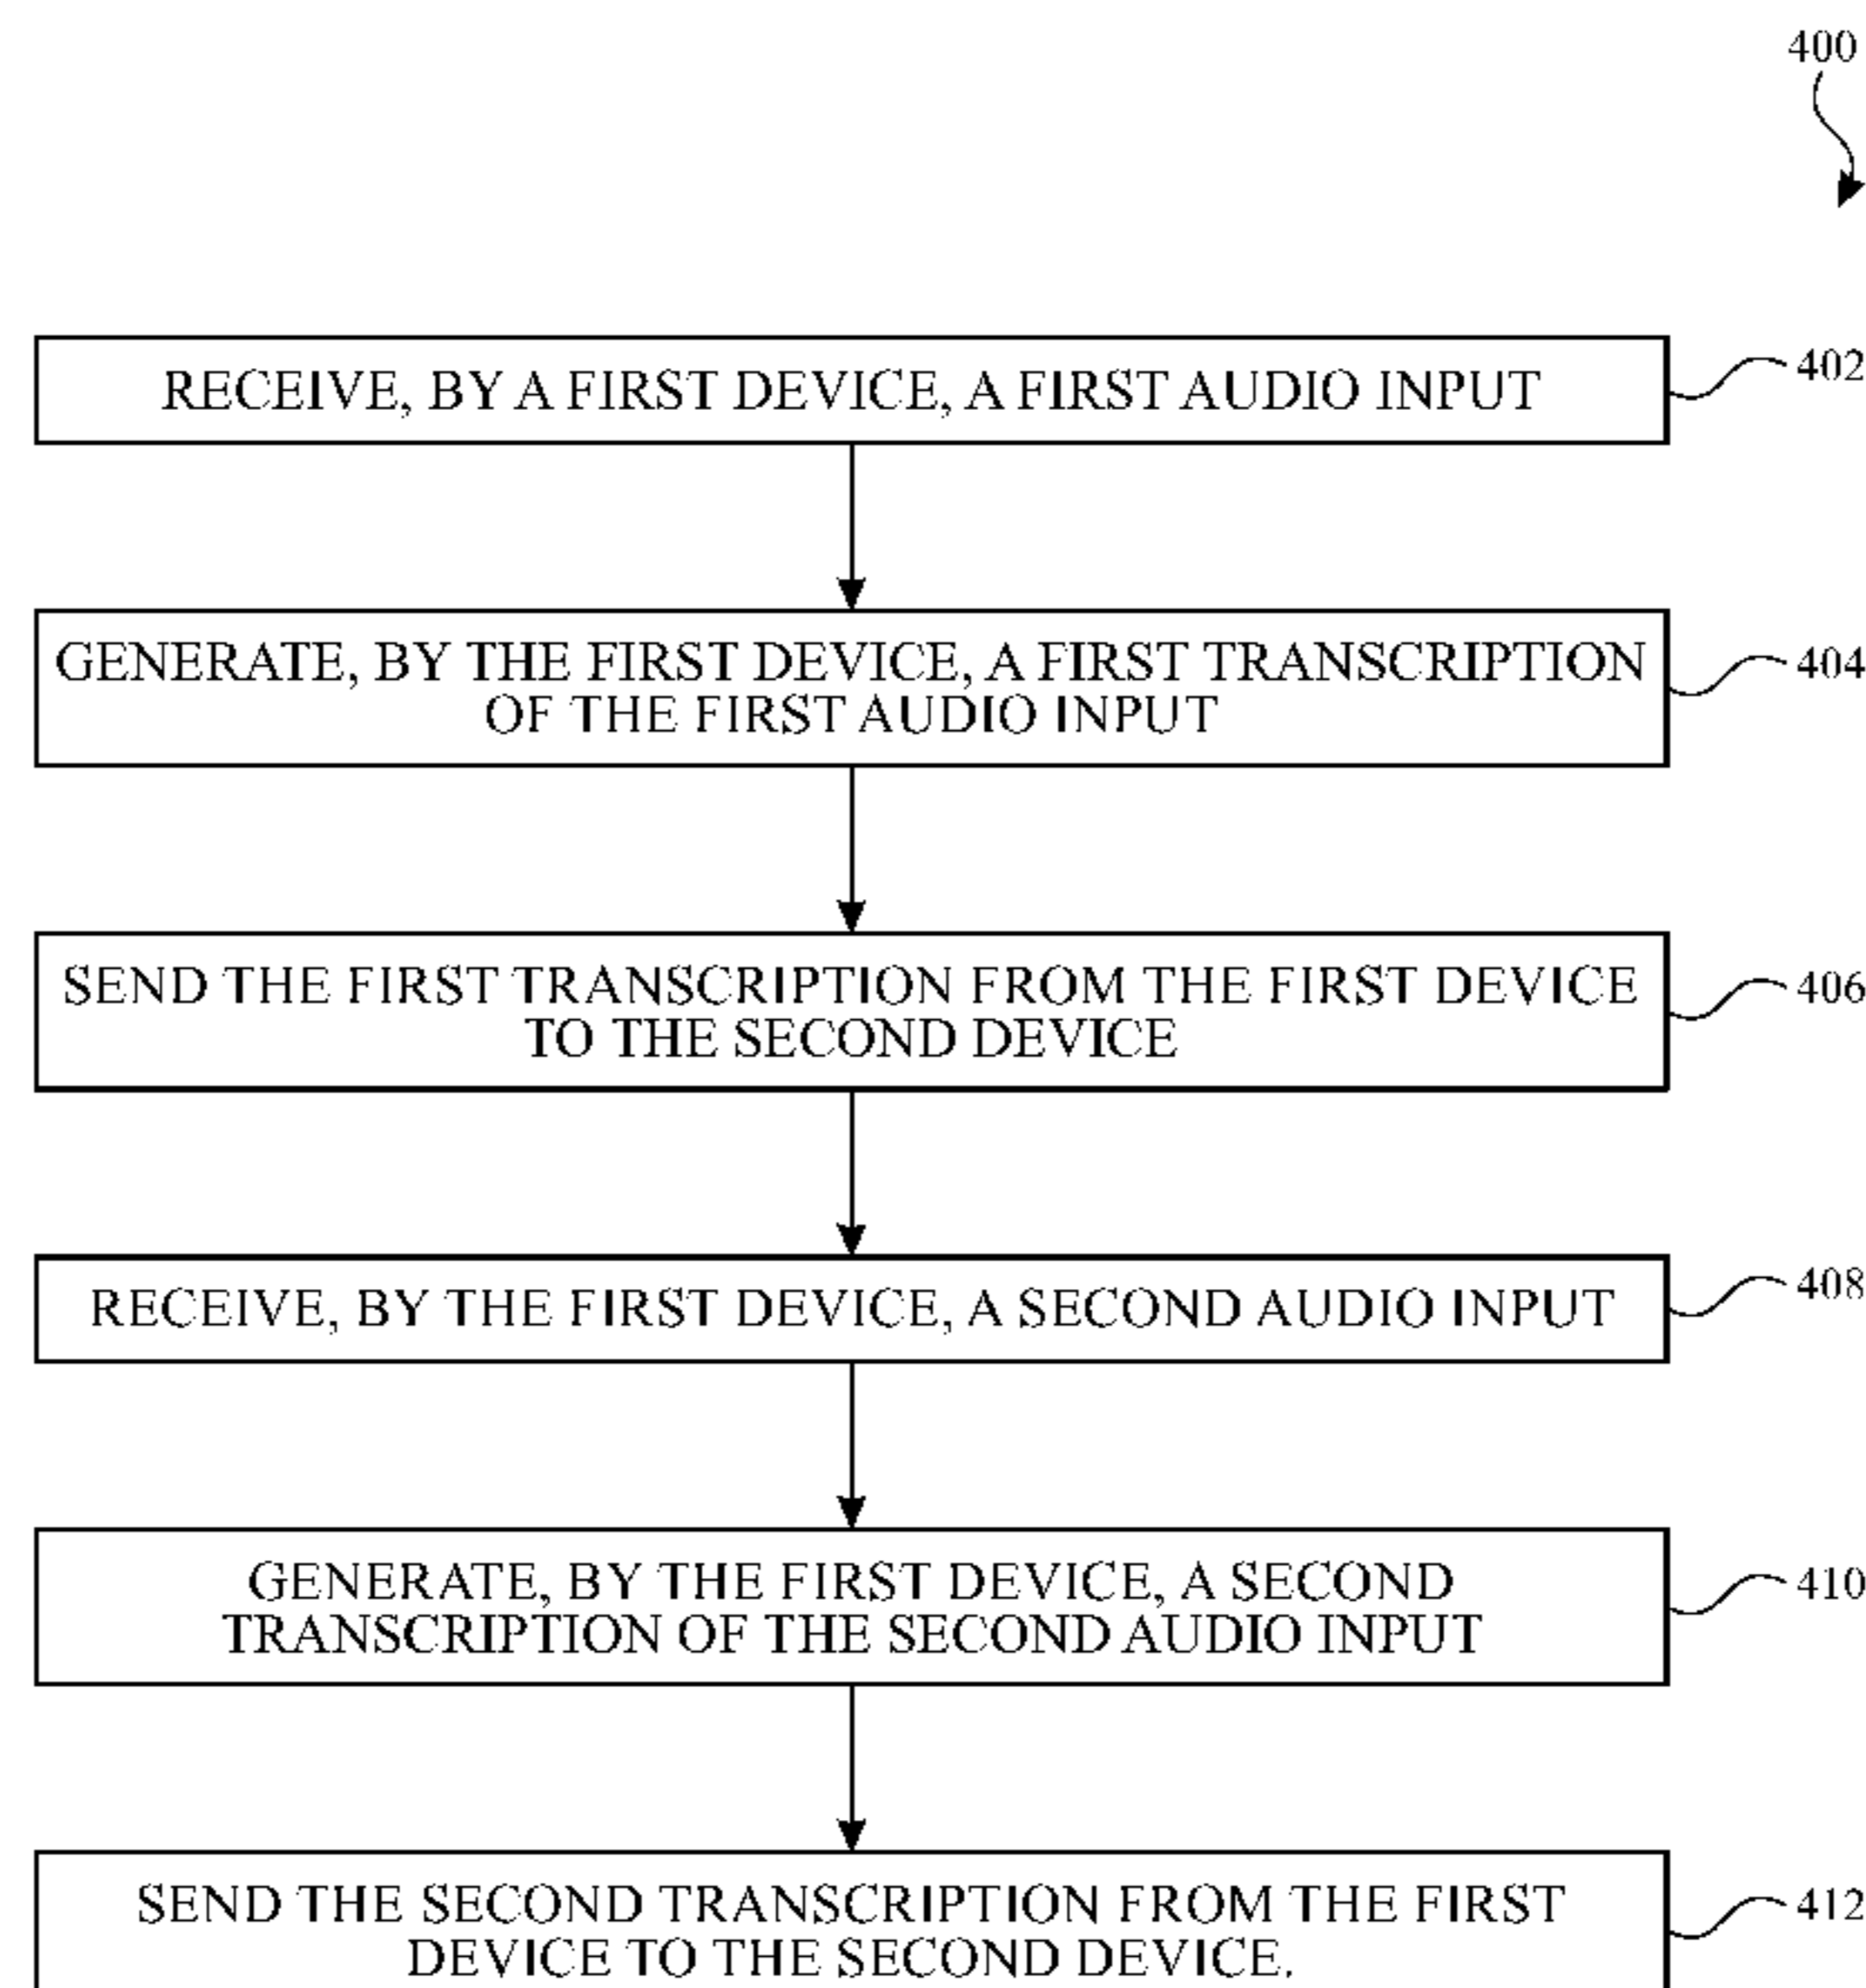 400
RECEIVE, BY A FIRST DEVICE, A FIRST AUDIO INPUT
402
GENERATE, BY THE FIRST DEVICE, A FIRST TRANSCRIPTION
OF THE FIRST AUDIO INPUT
404
SEND THE FIRST TRANSCRIPTION FROM THE FIRST DEVICE
TO THE SECOND DEVICE
406
RECEIVE, BY THE FIRST DEVICE, A SECOND AUDIO INPUT
408
GENERATE, BY THE FIRST DEVICE, A SECOND
TRANSCRIPTION OF THE SECOND AUDIO INPUT
410
SEND THE SECOND TRANSCRIPTION FROM THE FIRST
DEVICE TO THE SECOND DEVICE.
412